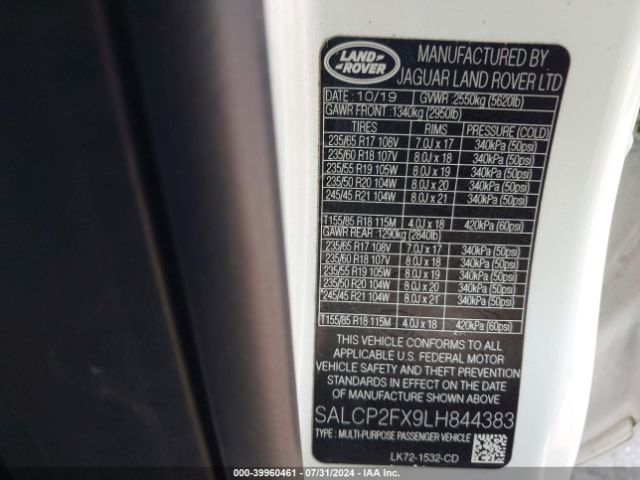 LAND ROVER
MANUFACTURED BY
JAGUAR LAND ROVER LTD
DATE : 10/19 GVWR :2550kg (5620lb)
GAWR FRONT : 1340kg (2950lb)
TIRES RIMS PRESSURE (COLD)
235/65 R17 108V 7.0J x 17 340kPa (50psi)
235/60 R18 107V 8.0J x 18 340kPa (50psi)
235/55 R19 105W 8.0J x 19 340kPa (50psi)
235/50 R20 104W 8.0J x 20 340kPa (50psi)
245/45 R21 104W 8.0J x 21 340kPa (50psi)
T155/85 R18 115M 4.0J x 18 420kPa (60psi)
GAWR REAR : 1290kg (2840lb)
235/65 R17 108V 7.0J x 17 340kPa (50psi)
235/60 R18 107V 8.0J x 18 340kPa (50psi)
235/55 R19 105W 8.0J x 19 340kPa (50psi)
235/50 R20 104W 8.0J x 20 340kPa (50psi)
245/45 R21 104W 8.0J x 21 340kPa (50psi)
T155/85 R18 115M 4.0J x 18 420kPa (60psi)
THIS VEHICLE CONFORMS TO ALL
APPLICABLE U.S. FEDERAL MOTOR
VEHICLE SAFETY AND THEFT PREVENTION
STANDARDS IN EFFECT ON THE DATE
OF MANUFACTURE SHOWN ABOVE
SALCP2FX9LH844383
TYPE : MULTI-PURPOSE PASSENGER VEHICLE
LK72-1532-CD
000-39960461 - 07/31/2024 - IAA Holdings, LLC. -